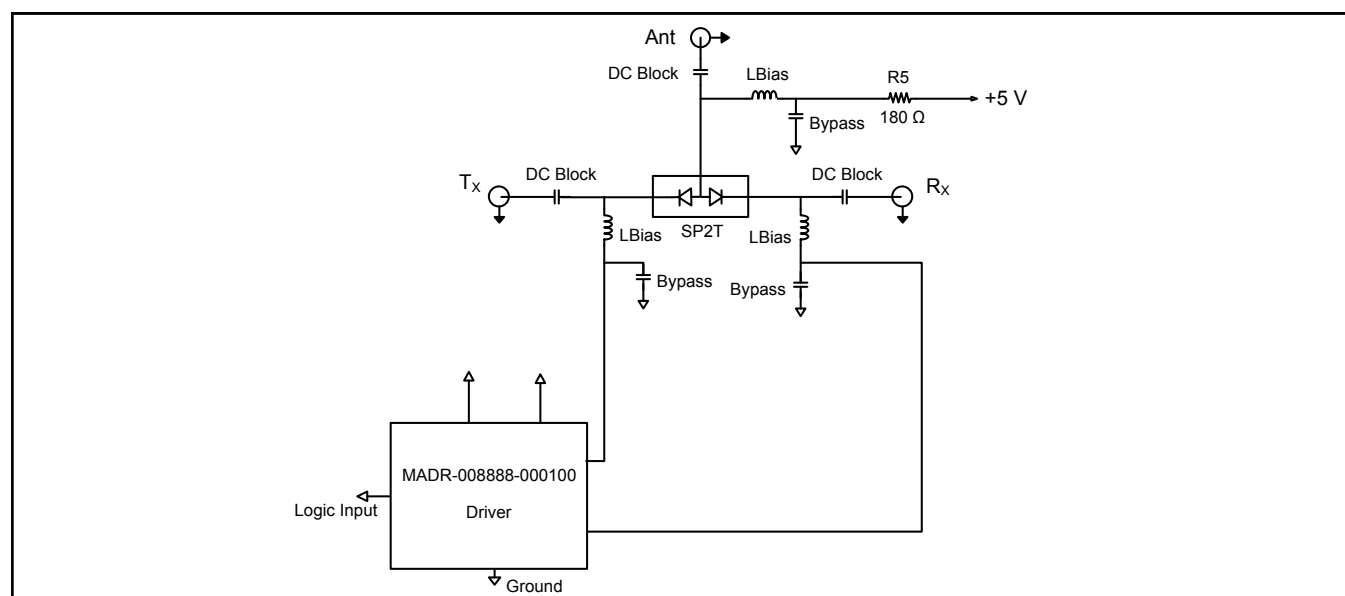 Ant
DC Block
LBias
R5
+5 V
180 Ω
Bypass
TX
DC Block
DC Block
RX
SP2T
LBias
LBias
Bypass
Bypass
MADR-008888-000100
Driver
Logic Input
Ground